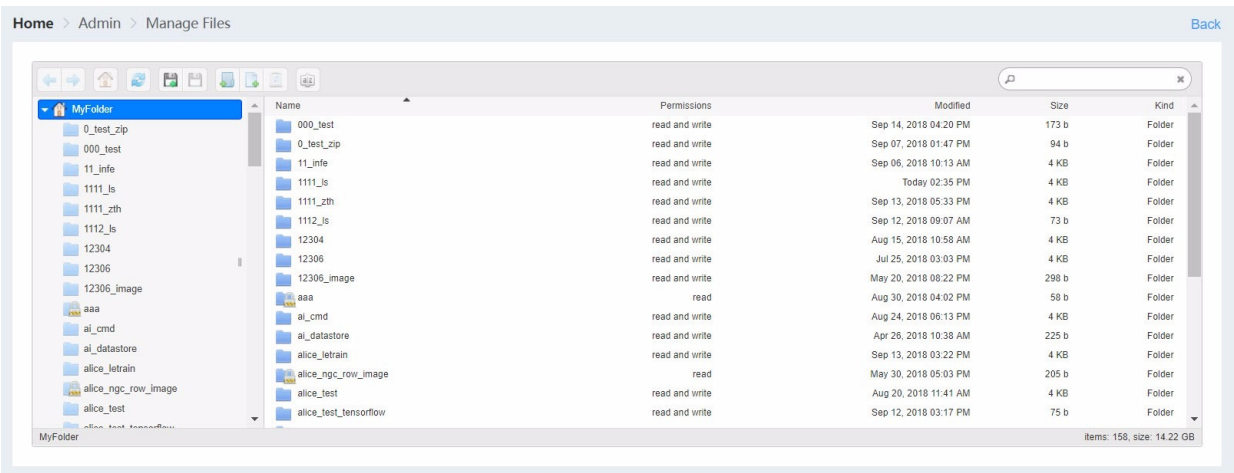 Home > Admin > Manage Files
Back
MyFolder
0_test_zip
000_test
11_infe
1111_ls
1111_zth
1112_ls
12304
12306
12306_image
aaa
ai_cmd
ai_datastore
alice_letrain
alice_ngc_row_image
alice_test
alice_test_tensorflow
Name Permissions Modified Size Kind
000_test read and write Sep 14, 2018 04:20 PM 173 b Folder
0_test_zip read and write Sep 07, 2018 01:47 PM 94 b Folder
11_infe read and write Sep 06, 2018 10:13 AM 4 KB Folder
1111_ls read and write Today 02:35 PM 4 KB Folder
1111_zth read and write Sep 13, 2018 05:33 PM 4 KB Folder
1112_ls read and write Sep 12, 2018 09:07 AM 73 b Folder
12304 read and write Aug 15, 2018 10:58 AM 4 KB Folder
12306 read and write Jul 25, 2018 03:03 PM 4 KB Folder
12306_image read and write May 20, 2018 08:22 PM 298 b Folder
aaa read Aug 30, 2018 04:02 PM 58 b Folder
ai_cmd read and write Aug 24, 2018 06:13 PM 4 KB Folder
ai_datastore read and write Apr 26, 2018 10:38 AM 225 b Folder
alice_letrain read and write Sep 13, 2018 03:22 PM 4 KB Folder
alice_ngc_row_image read May 30, 2018 05:03 PM 205 b Folder
alice_test read and write Aug 20, 2018 11:41 AM 4 KB Folder
alice_test_tensorflow read and write Sep 12, 2018 03:17 PM 75 b Folder
MyFolder
items: 158, size: 14.22 GB